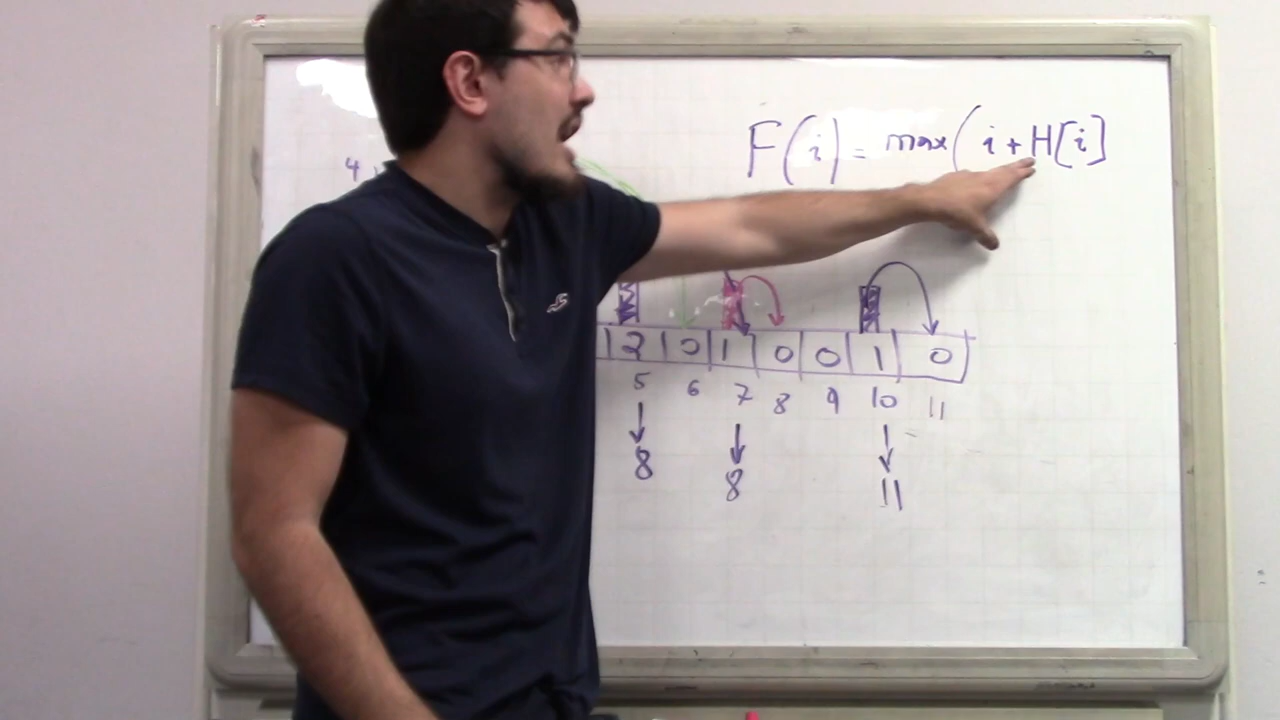 F(i) = max( i + H[i]
4
2 0 1 0 0 1 0
5 6 7 8 9 10 11
8 8 11